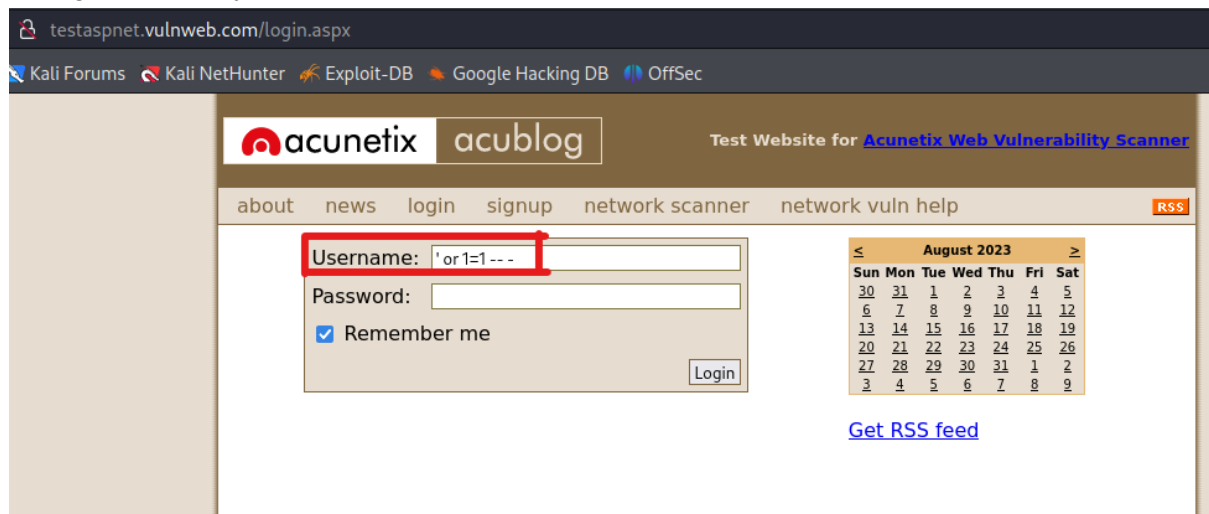 testaspnet.vulnweb.com/login.aspx
Kali Forums Kali NetHunter Exploit-DB Google Hacking DB OffSec
acunetix acublog Test Website for Acunetix Web Vulnerability Scanner
about news login signup network scanner network vuln help RSS
Username: ' or 1=1 -- -
Password:
Remember me
Login
< August 2023 >
Sun Mon Tue Wed Thu Fri Sat
30 31 1 2 3 4 5
6 7 8 9 10 11 12
13 14 15 16 17 18 19
20 21 22 23 24 25 26
27 28 29 30 31 1 2
3 4 5 6 7 8 9
Get RSS feed